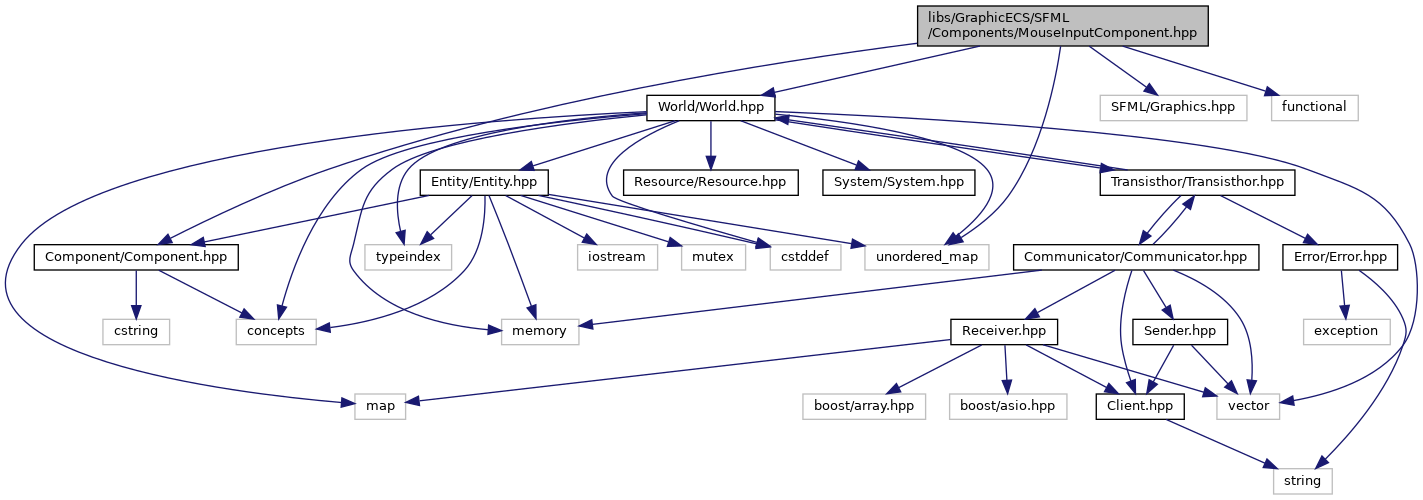 libs/GraphicECS/SFML
/Components/MouseInputComponent.hpp
World/World.hpp
SFML/Graphics.hpp
functional
Entity/Entity.hpp
Resource/Resource.hpp
System/System.hpp
Transisthor/Transisthor.hpp
Component/Component.hpp
typeindex
iostream
mutex
cstddef
unordered_map
Communicator/Communicator.hpp
Error/Error.hpp
cstring
concepts
memory
Receiver.hpp
Sender.hpp
exception
map
boost/array.hpp
boost/asio.hpp
Client.hpp
vector
string